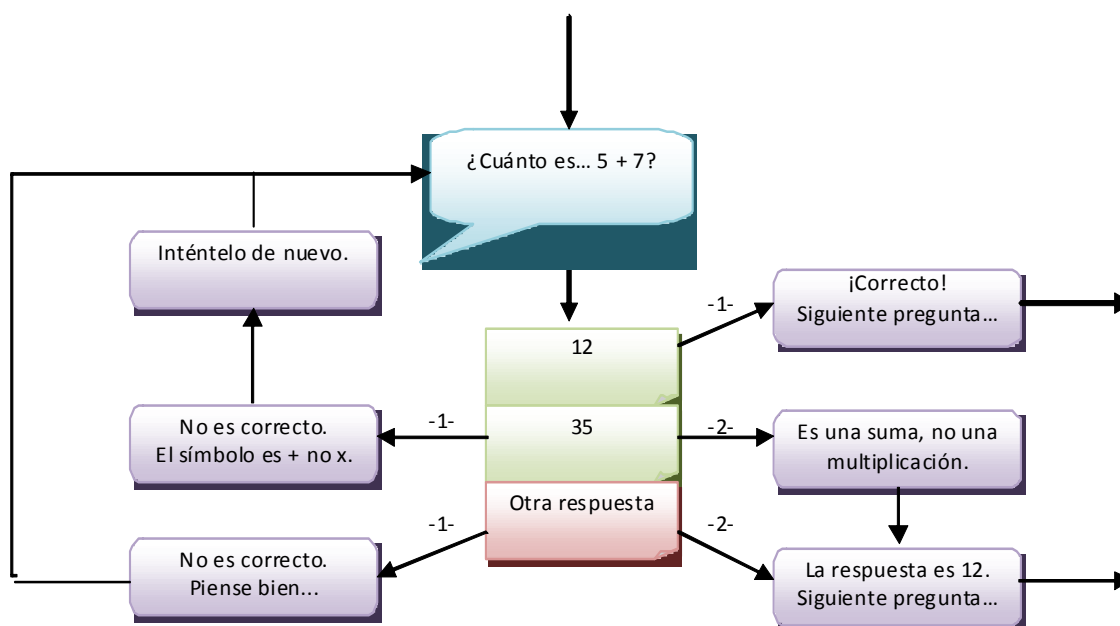 ¿Cuánto es... 5 + 7?
Inténtelo de nuevo.
¡Correcto!
Siguiente pregunta...
-1-
12
No es correcto.
El símbolo es + no x.
-1-
35
-2-
Es una suma, no una
multiplicación.
Otra respuesta
-1-
-2-
No es correcto.
Piense bien...
La respuesta es 12.
Siguiente pregunta...